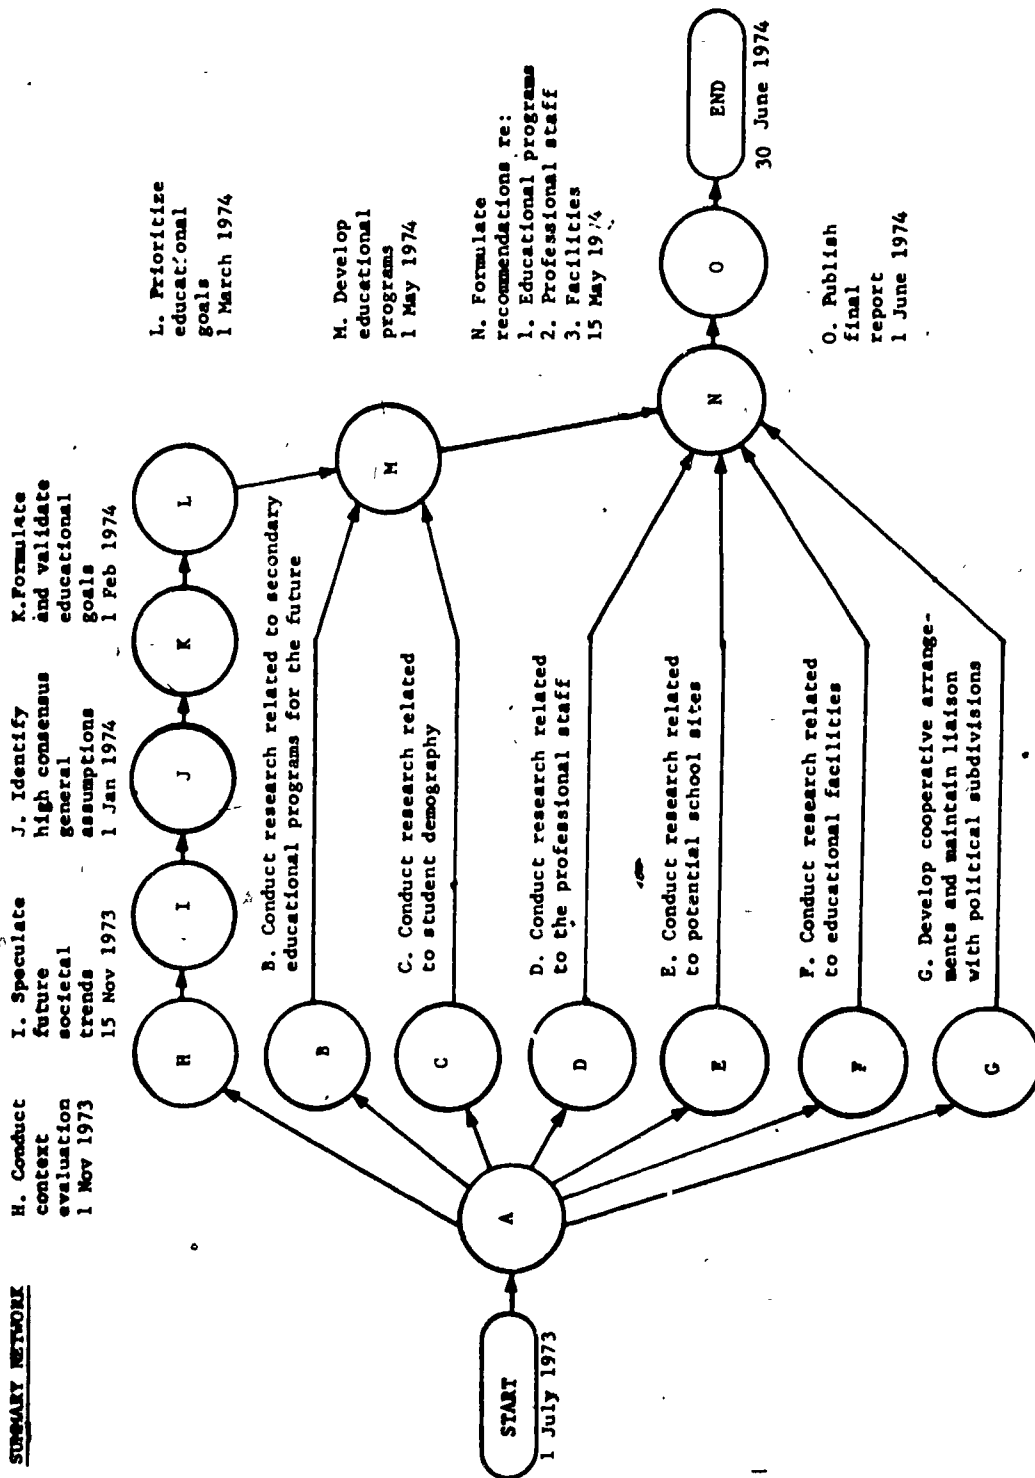 SUMMARY NETWORK
H. Conduct
context
evaluation
1 Nov 1973
I. Speculate
future
societal
trends
15 Nov 1973
J. Identify
high consensus
general
assumptions
1 Jan 1974
K.Formulate
and validate
educational
goals
1 Feb 1974
L. Prioritize
educational
goals
1 March 1974
H
I
J
K
L
B. Conduct research related to secondary
educational programs for the future
B
M
M. Develop
educational
programs
1 May 1974
C. Conduct research related
to student demography
C
START
1 July 1973
A
D. Conduct research related
to the professional staff
D
N. Formulate
recommendations re:
1. Educational programs
2. Professional staff
3. Facilities
15 May 1974
E. Conduct research related
to potential school sites
E
N
O
END
30 June 1974
F. Conduct research related
to educational facilities
F
O. Publish
final
report
1 June 1974
G. Develop cooperative arrange-
ments and maintain liaison
with political subdivisions
G